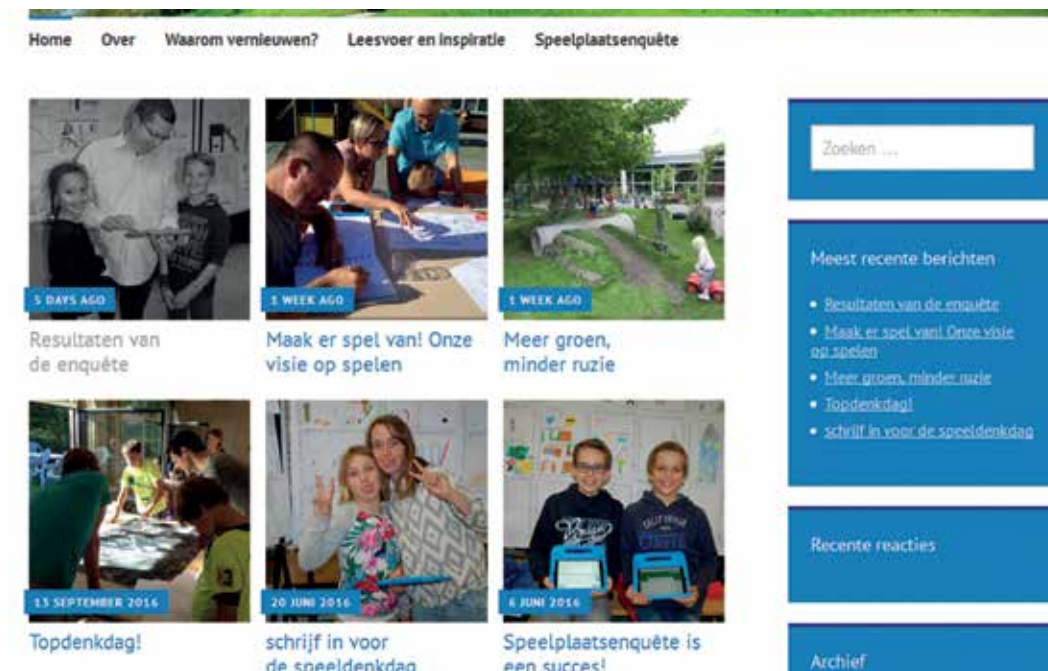 Home Over Waarom vernieuwen? Leesvoer en inspiratie Speelplaatsenquête
5 DAYS AGO
Resultaten van
de enquête
1 WEEK AGO
Maak er spel van! Onze
visie op spelen
1 WEEK AGO
Meer groen,
minder ruzie
13 SEPTEMBER 2016
Topdenkdag!
20 JUNI 2016
schrijf in voor
de speeldenkdag
6 JUNI 2016
Speelplaatsenquête is
een succes!
Zoeken ...
Meest recente berichten
• Resultaten van de enquête
• Maak er spel van! Onze visie
op spelen
• Meer groen, minder ruzie
• Topdenkdag!
• schrijf in voor de speeldenkdag
Recente reacties
Archief